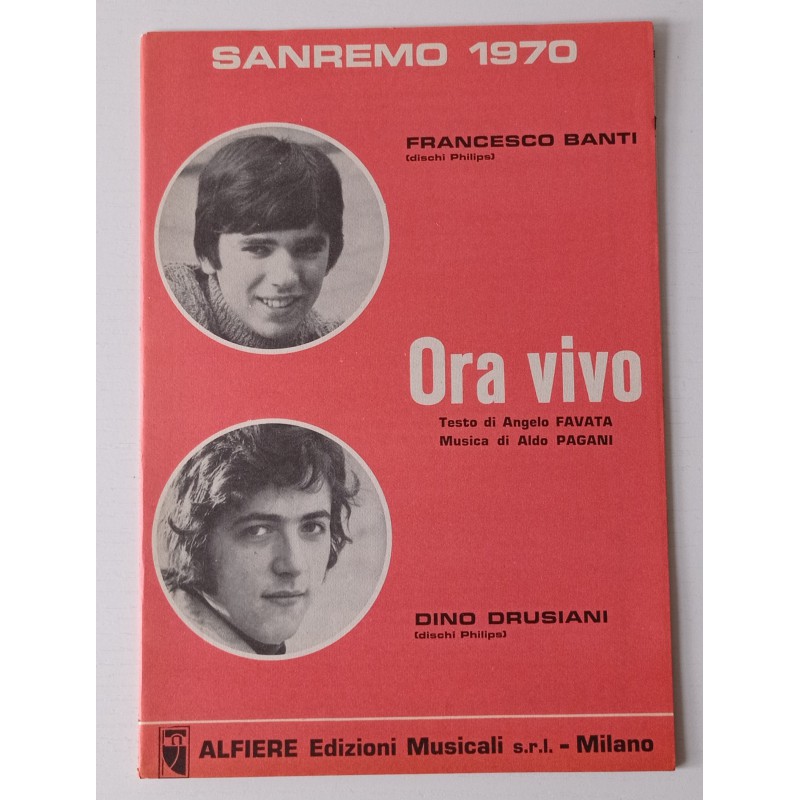 SANREMO 1970
FRANCESCO BANTI
(dischi Philips)
Ora vivo
Testo di Angelo FAVATA
Musica di Aldo PAGANI
DINO DRUSIANI
(dischi Philips)
ALFIERE Edizioni Musicali s.r.l. - Milano